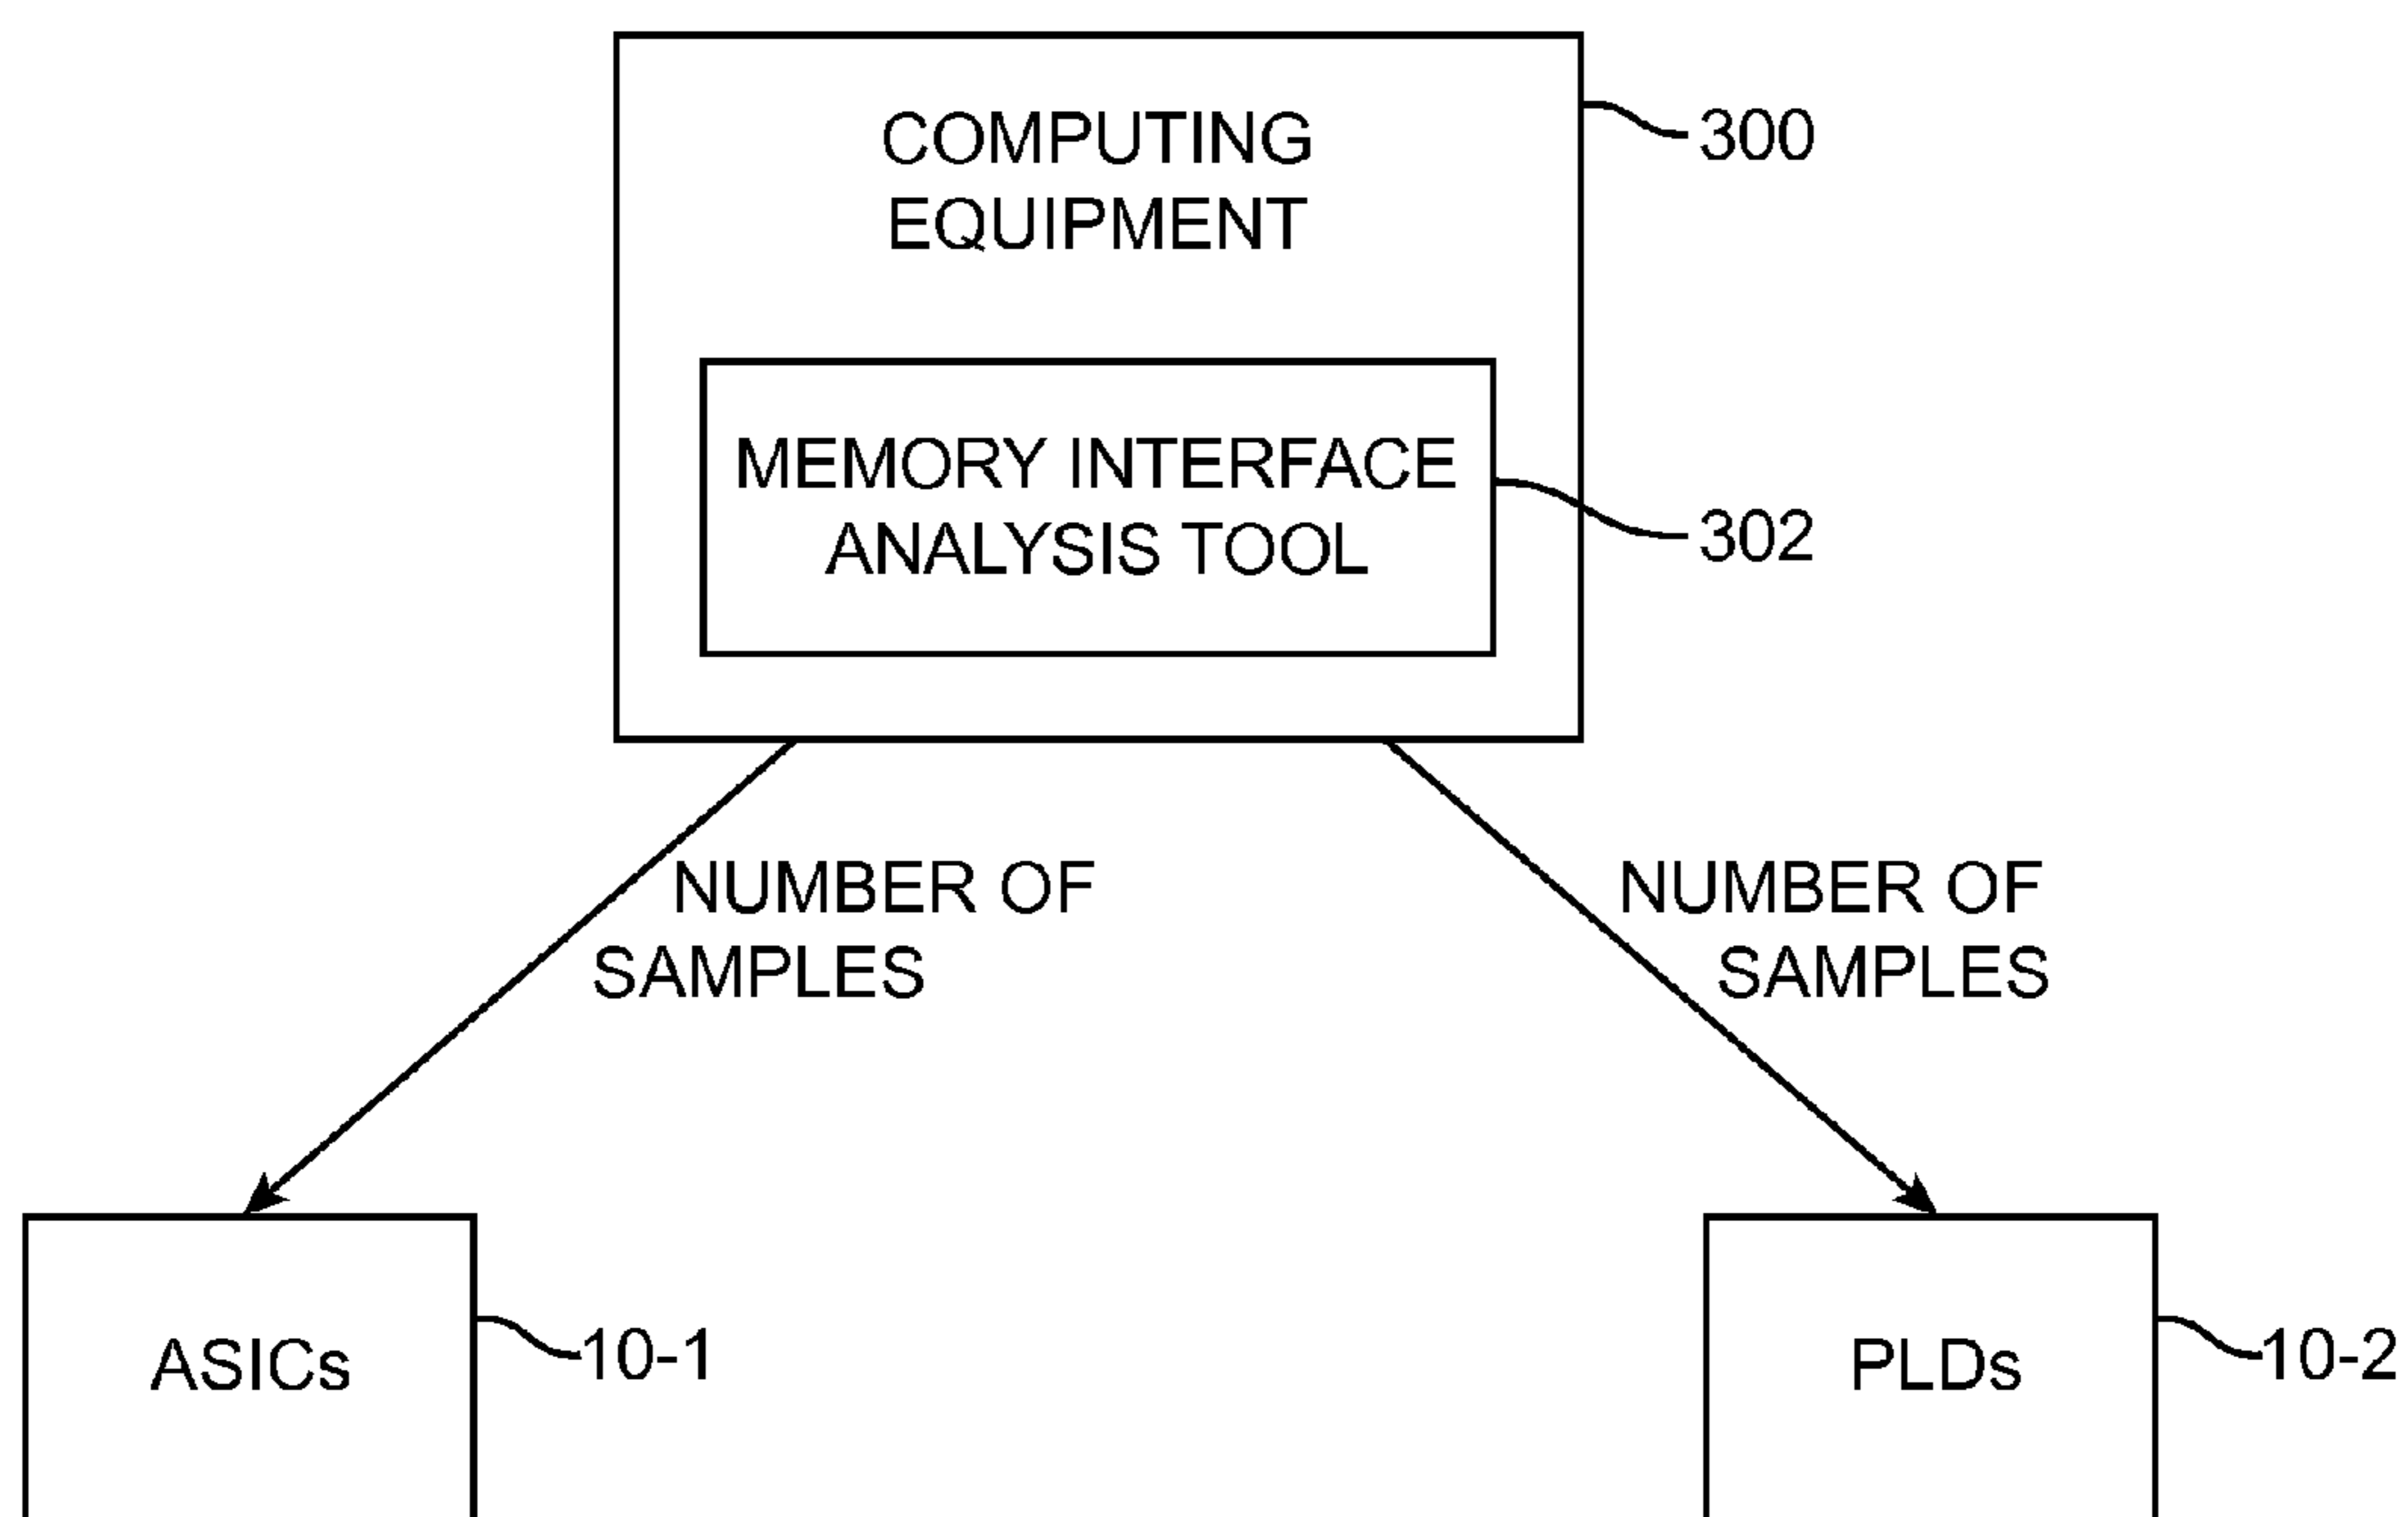 COMPUTING
EQUIPMENT
300
MEMORY INTERFACE
ANALYSIS TOOL
302
NUMBER OF
SAMPLES
NUMBER OF
SAMPLES
ASICs
10-1
PLDs
10-2